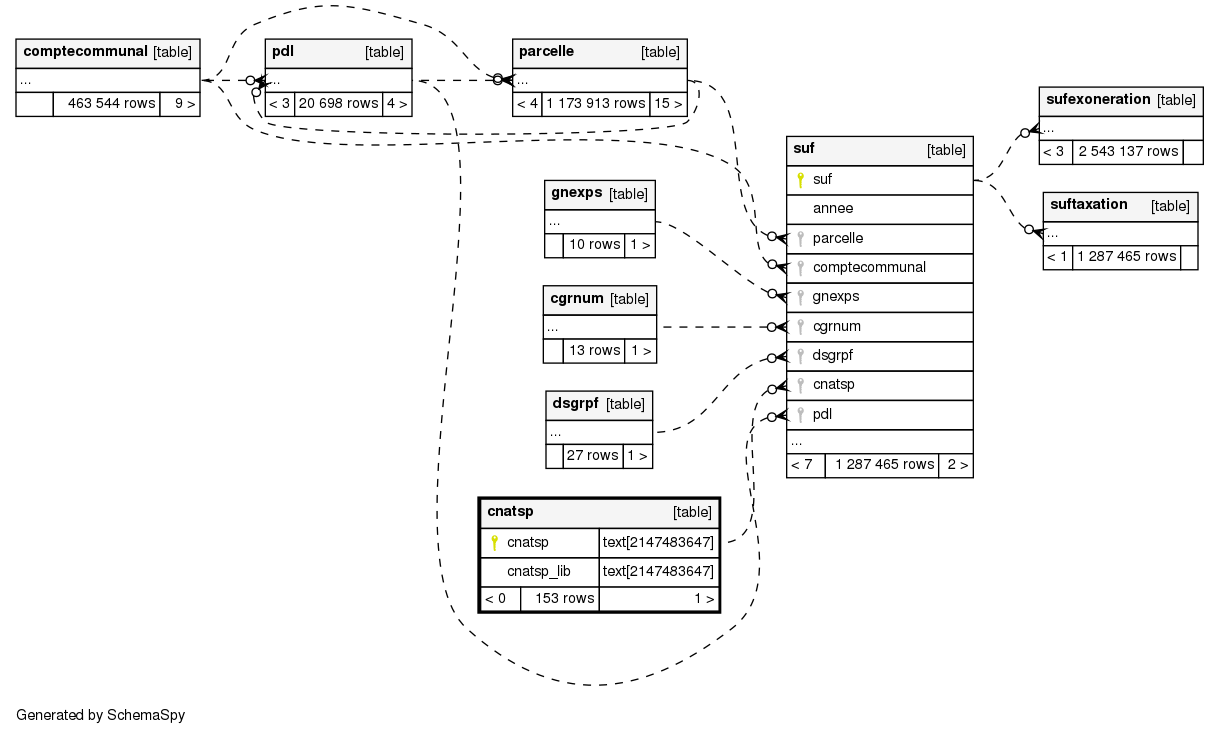 comptecommunal [table]
...
463 544 rows 9 >
pdl [table]
...
< 3 20 698 rows 4 >
parcelle [table]
...
< 4 1 173 913 rows 15 >
sufexoneration [table]
...
< 3 2 543 137 rows
suftaxation [table]
...
< 1 1 287 465 rows
suf [table]
suf
annee
parcelle
comptecommunal
gnexps
cgrnum
dsgrpf
cnatsp
pdl
...
< 7 1 287 465 rows 2 >
gnexps [table]
...
10 rows 1 >
cgrnum [table]
...
13 rows 1 >
dsgrpf [table]
...
27 rows 1 >
cnatsp [table]
cnatsp text[2147483647]
cnatsp_lib text[2147483647]
< 0 153 rows 1 >
Generated by SchemaSpy